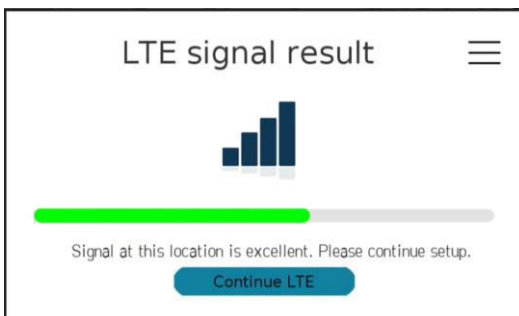 LTE signal result
Signal at this location is excellent. Please continue setup.
Continue LTE